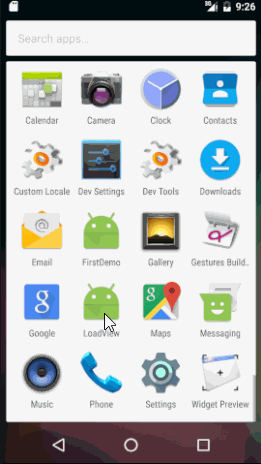 3G 9:26
Search apps...
Calendar Camera Clock Contacts
Custom Locale Dev Settings Dev Tools Downloads
@
Email FirstDemo Gallery Gestures Build..
g g
Google LoadView Maps Messaging
Music Phone Settings Widget Preview